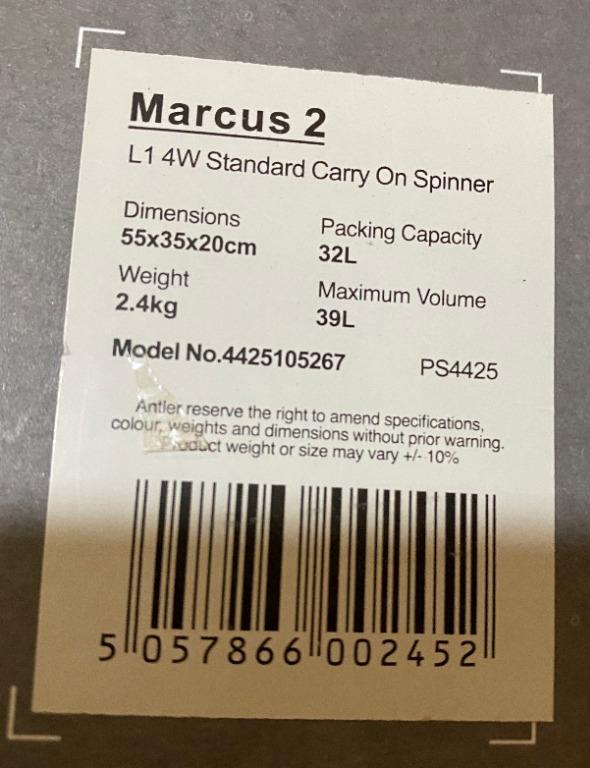 Marcus 2
L1 4W Standard Carry On Spinner
Dimensions
55x35x20cm
Packing Capacity
32L
Weight
2.4kg
Maximum Volume
39L
Model No.4425105267
PS4425
Antler reserve the right to amend specifications,
colour, weights and dimensions without prior warning.
Product weight or size may vary +/- 10%
5 057866 002452